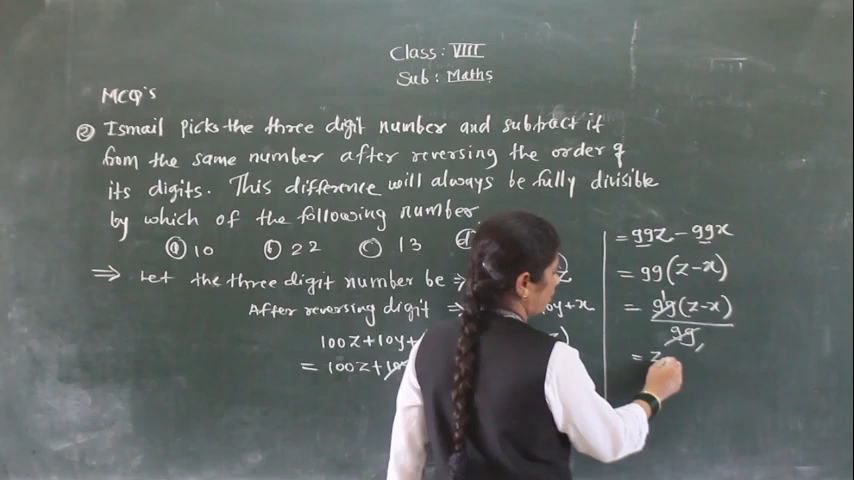 Class: VIII
Sub: Maths
MCQ's
② Ismail picks the three digit number and subtract it
from the same number after reversing the order of
its digits. This difference will always be fully divisible
by which of the following number.
ⓐ 10 ⓑ 22 ⓒ 13
⇒ Let the three digit number be ⇒
After reversing digit ⇒ 0y+x
100z+10y+
= 100z+10
= 99z-99x
= 99(z-x)
= 99(z-x)
99
= z